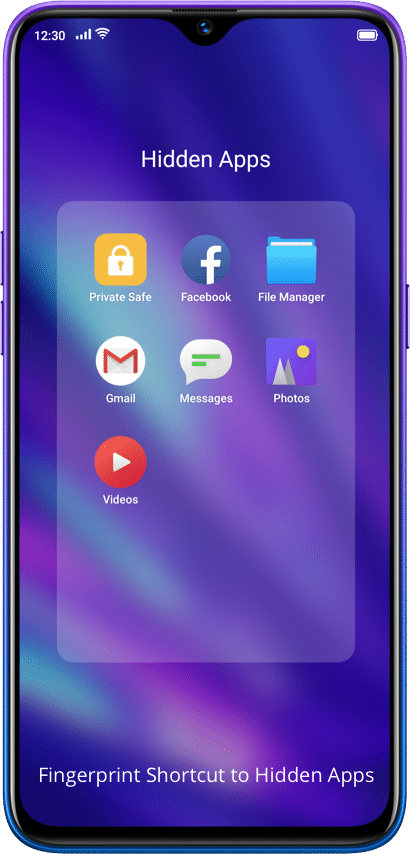 12:30
Hidden Apps
Private Safe
Facebook
File Manager
Gmail
Messages
Photos
Videos
Fingerprint Shortcut to Hidden Apps